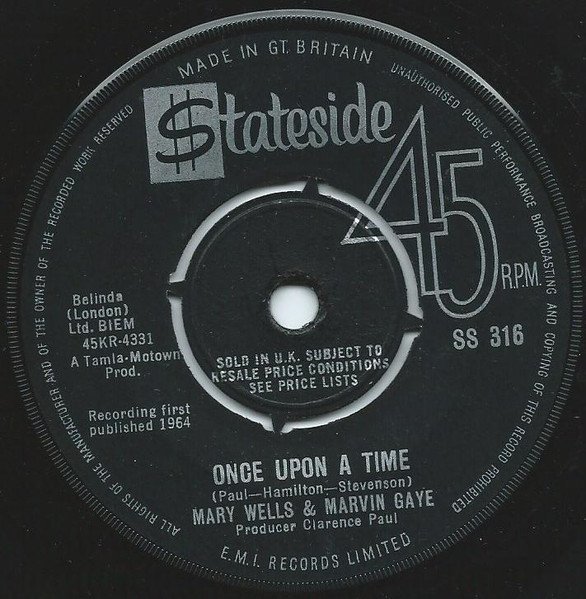 MADE IN GT. BRITAIN
UNAUTHORISED PUBLIC PERFORMANCE BROADCASTING AND COPYING OF THIS RECORD PROHIBITED
ALL RIGHTS OF THE MANUFACTURER AND OF THE OWNER OF THE RECORDED WORK RESERVED
$tateside
45
R.P.M.
SS 316
Belinda
(London)
Ltd. BIEM
45KR-4331
A Tamla-Motown
Prod.
SOLD IN U.K. SUBJECT TO
RESALE PRICE CONDITIONS
SEE PRICE LISTS
Recording first
published 1964
ONCE UPON A TIME
(Paul—Hamilton—Stevenson)
MARY WELLS & MARVIN GAYE
Producer Clarence Paul
E.M.I. RECORDS LIMITED